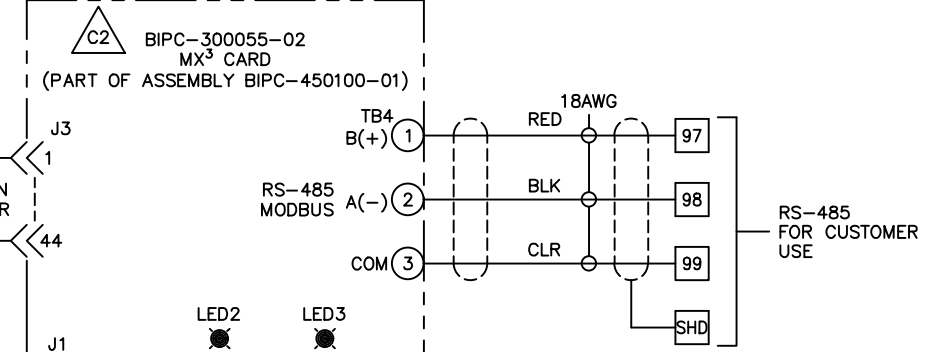 C2
BIPC-300055-02
MX³ CARD
(PART OF ASSEMBLY BIPC-450100-01)
J3
1
N
R
44
J1
TB4
B(+) 1
RS-485
MODBUS
A(-) 2
COM 3
LED2
LED3
18AWG
RED
BLK
CLR
97
98
99
SHD
RS-485
FOR CUSTOMER
USE